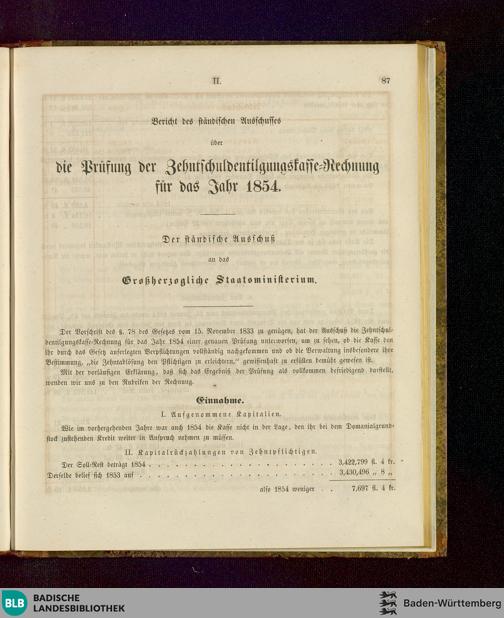 II.
87
Bericht des ständischen Ausschusses
über
die Prüfung der Zehntschuldentilgungskasse-Rechnung
für das Jahr 1854.
Der ständische Ausschuß
an das
Großherzogliche Staatsministerium.
Der Vorschrift des §. 78 des Gesetzes vom 15. November 1833 zu genügen, hat der Ausschuß die Zehntschul-
dentilgungskasse-Rechnung für das Jahr 1854 einer genauen Prüfung unterworfen, um zu sehen, ob die Kasse den
ihr durch das Gesetz auferlegten Verpflichtungen vollständig nachgekommen und ob die Verwaltung insbesondere ihre
Bestimmung, „die Zehntablösung den Pflichtigen zu erleichtern,“ gewissenhaft zu erfüllen bemüht gewesen ist.
Mit der vorläufigen Erklärung, daß sich das Ergebniß der Prüfung als vollkommen befriedigend darstellt,
wenden wir uns zu den Rubriken der Rechnung.
Einnahme.
I. Aufgenommene Kapitalien.
Wie im vorhergehenden Jahre war auch 1854 die Kasse nicht in der Lage, den ihr bei dem Domanialgrund-
stock zustehenden Kredit weiter in Anspruch nehmen zu müssen.
II. Kapitalrückzahlungen von Zehntpflichtigen.
Der Soll-Rest beträgt 1854 . . . 3,422,799 fl. 4 kr.
Derselbe belief sich 1853 auf . . . 3,430,496 „ 8 „
also 1854 weniger . . 7,697 fl. 4 kr.
BLB
BADISCHE
LANDESBIBLIOTHEK
Baden-Württemberg